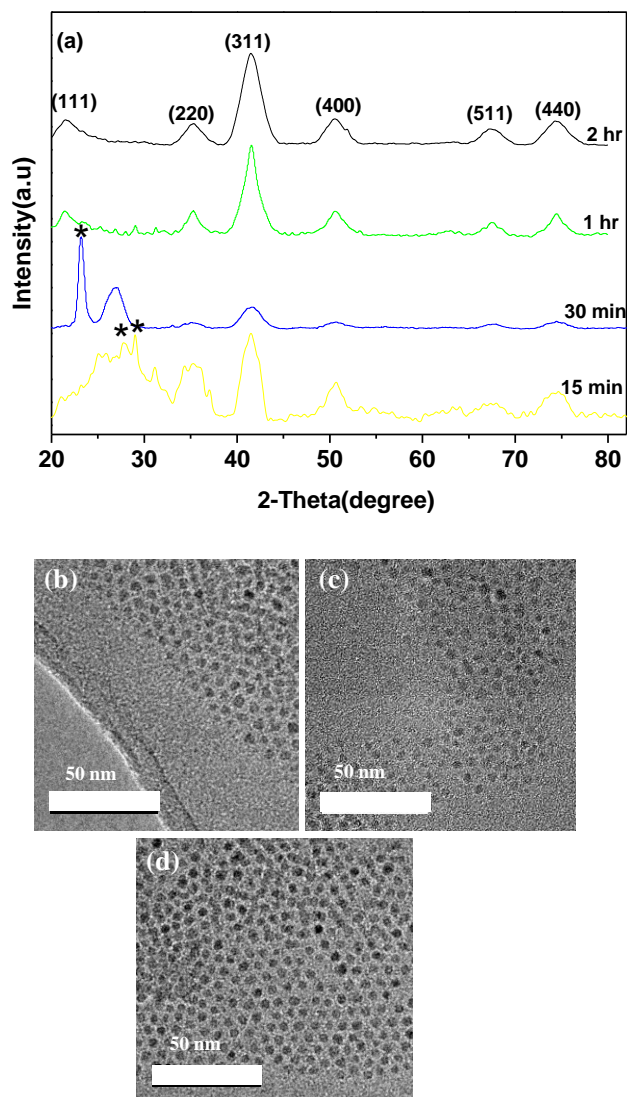 (a)
(311)
(111)
(220)
(400)
(511)
(440)
2 hr
1 hr
*
30 min
* *
15 min
Intensity(a.u)
20 30 40 50 60 70 80
2-Theta(degree)
(b)
50 nm
(c)
50 nm
(d)
50 nm